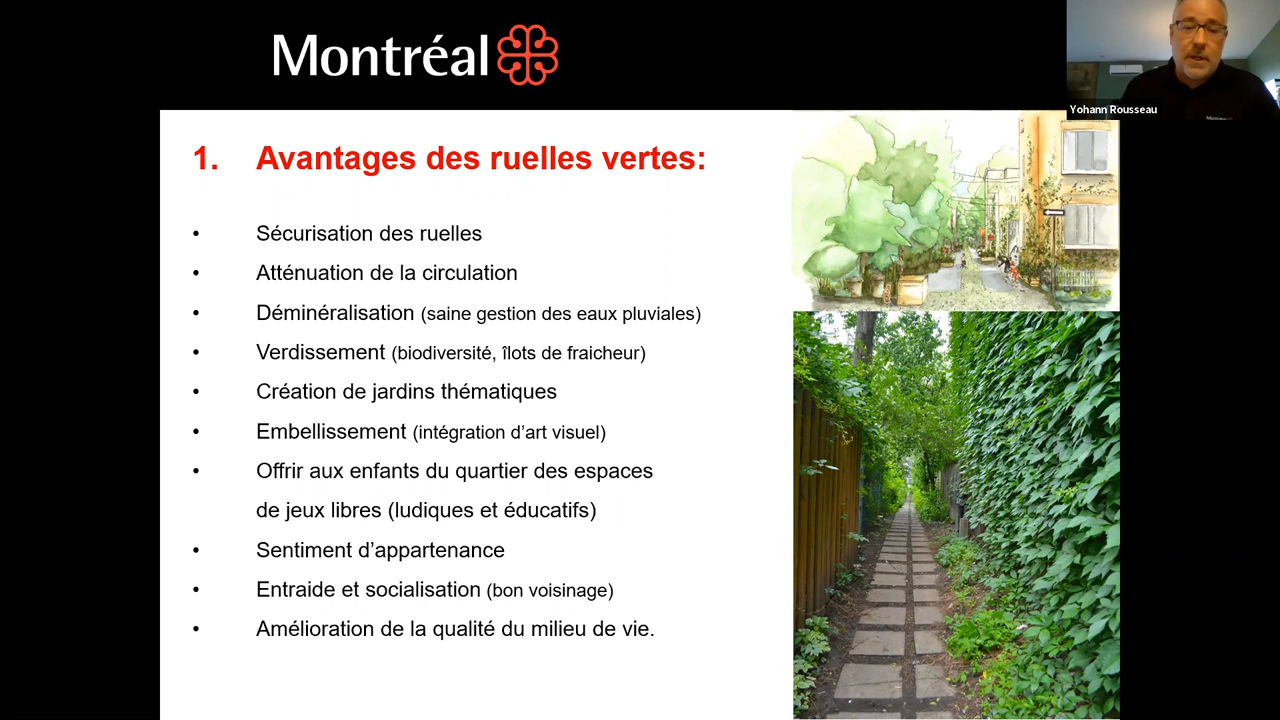 Montréal
Yohann Rousseau
1. Avantages des ruelles vertes:
• Sécurisation des ruelles
• Atténuation de la circulation
• Déminéralisation (saine gestion des eaux pluviales)
• Verdissement (biodiversité, îlots de fraicheur)
• Création de jardins thématiques
• Embellissement (intégration d’art visuel)
• Offrir aux enfants du quartier des espaces
de jeux libres (ludiques et éducatifs)
• Sentiment d’appartenance
• Entraide et socialisation (bon voisinage)
• Amélioration de la qualité du milieu de vie.